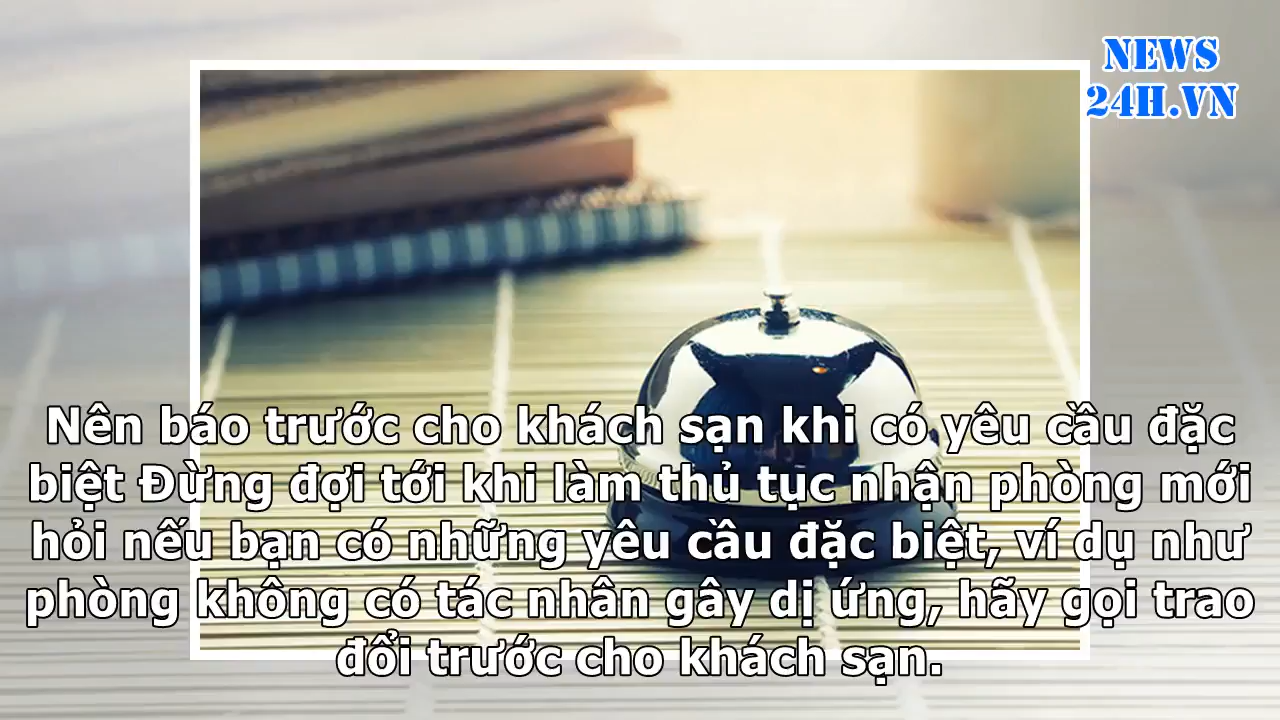 NEWS
24H.VN
Nên báo trước cho khách sạn khi có yêu cầu đặc
biệt Đừng đợi tới khi làm thủ tục nhận phòng mới
hỏi nếu bạn có những yêu cầu đặc biệt, ví dụ như
phòng không có tác nhân gây dị ứng, hãy gọi trao
đổi trước cho khách sạn.